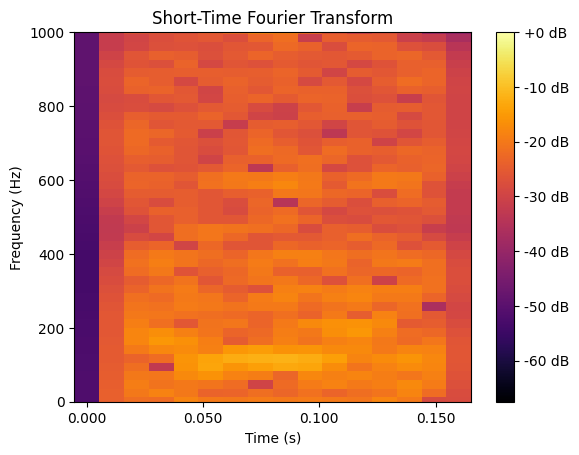 Short-Time Fourier Transform
1000
800
600
400
200
0
Frequency (Hz)
0.000
0.050
0.100
0.150
Time (s)
+0 dB
-10 dB
-20 dB
-30 dB
-40 dB
-50 dB
-60 dB